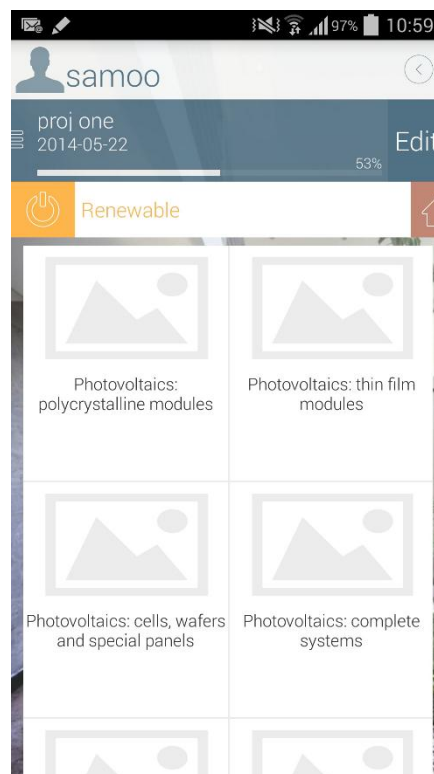 97% 10:59
samoo
proj one
2014-05-22
53%
Edit
Renewable
Photovoltaics:
polycrystalline modules
Photovoltaics: thin film
modules
Photovoltaics: cells, wafers
and special panels
Photovoltaics: complete
systems